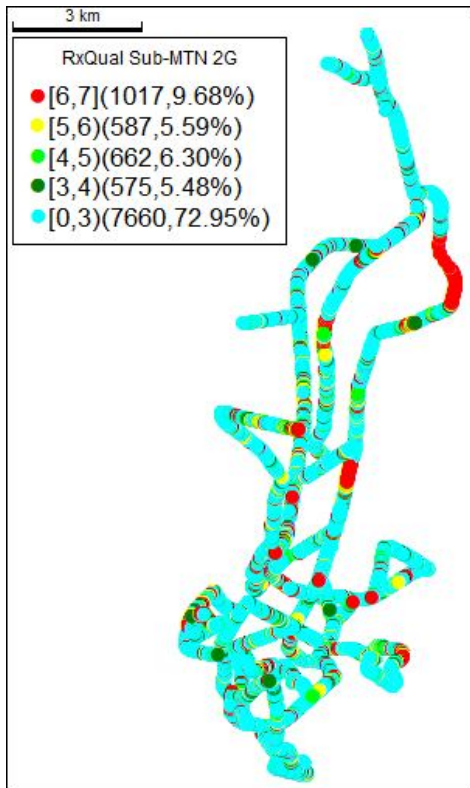 3 km
RxQual Sub-MTN 2G
[6,7](1017,9.68%)
[5,6)(587,5.59%)
[4,5)(662,6.30%)
[3,4)(575,5.48%)
[0,3)(7660,72.95%)